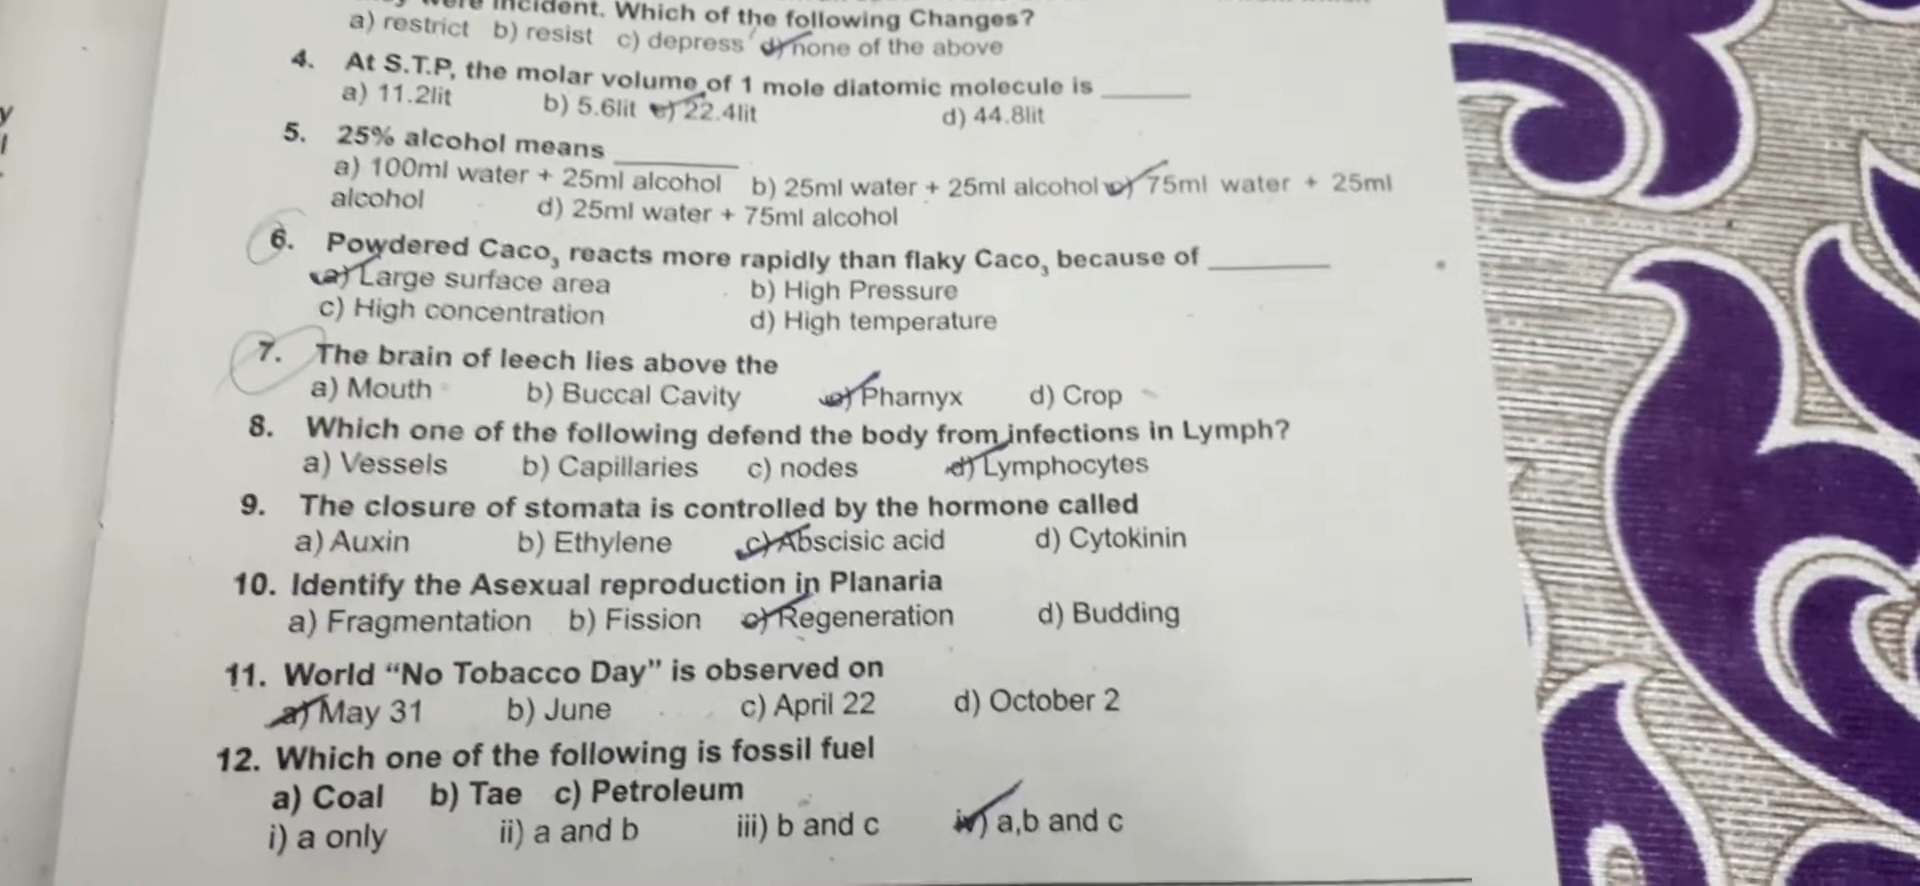 were incident. Which of the following Changes?
a) restrict b) resist c) depress d) none of the above
4. At S.T.P, the molar volume of 1 mole diatomic molecule is ______
a) 11.2lit b) 5.6lit c) 22.4lit d) 44.8lit
5. 25% alcohol means ______
a) 100ml water + 25ml alcohol b) 25ml water + 25ml alcohol c) 75ml water + 25ml
alcohol d) 25ml water + 75ml alcohol
6. Powdered Caco₃ reacts more rapidly than flaky Caco₃ because of ______
a) Large surface area b) High Pressure
c) High concentration d) High temperature
7. The brain of leech lies above the
a) Mouth b) Buccal Cavity c) Pharnyx d) Crop
8. Which one of the following defend the body from infections in Lymph?
a) Vessels b) Capillaries c) nodes d) Lymphocytes
9. The closure of stomata is controlled by the hormone called
a) Auxin b) Ethylene c) Abscisic acid d) Cytokinin
10. Identify the Asexual reproduction in Planaria
a) Fragmentation b) Fission c) Regeneration d) Budding
11. World “No Tobacco Day” is observed on
a) May 31 b) June c) April 22 d) October 2
12. Which one of the following is fossil fuel
a) Coal b) Tae c) Petroleum
i) a only ii) a and b iii) b and c iv) a,b and c